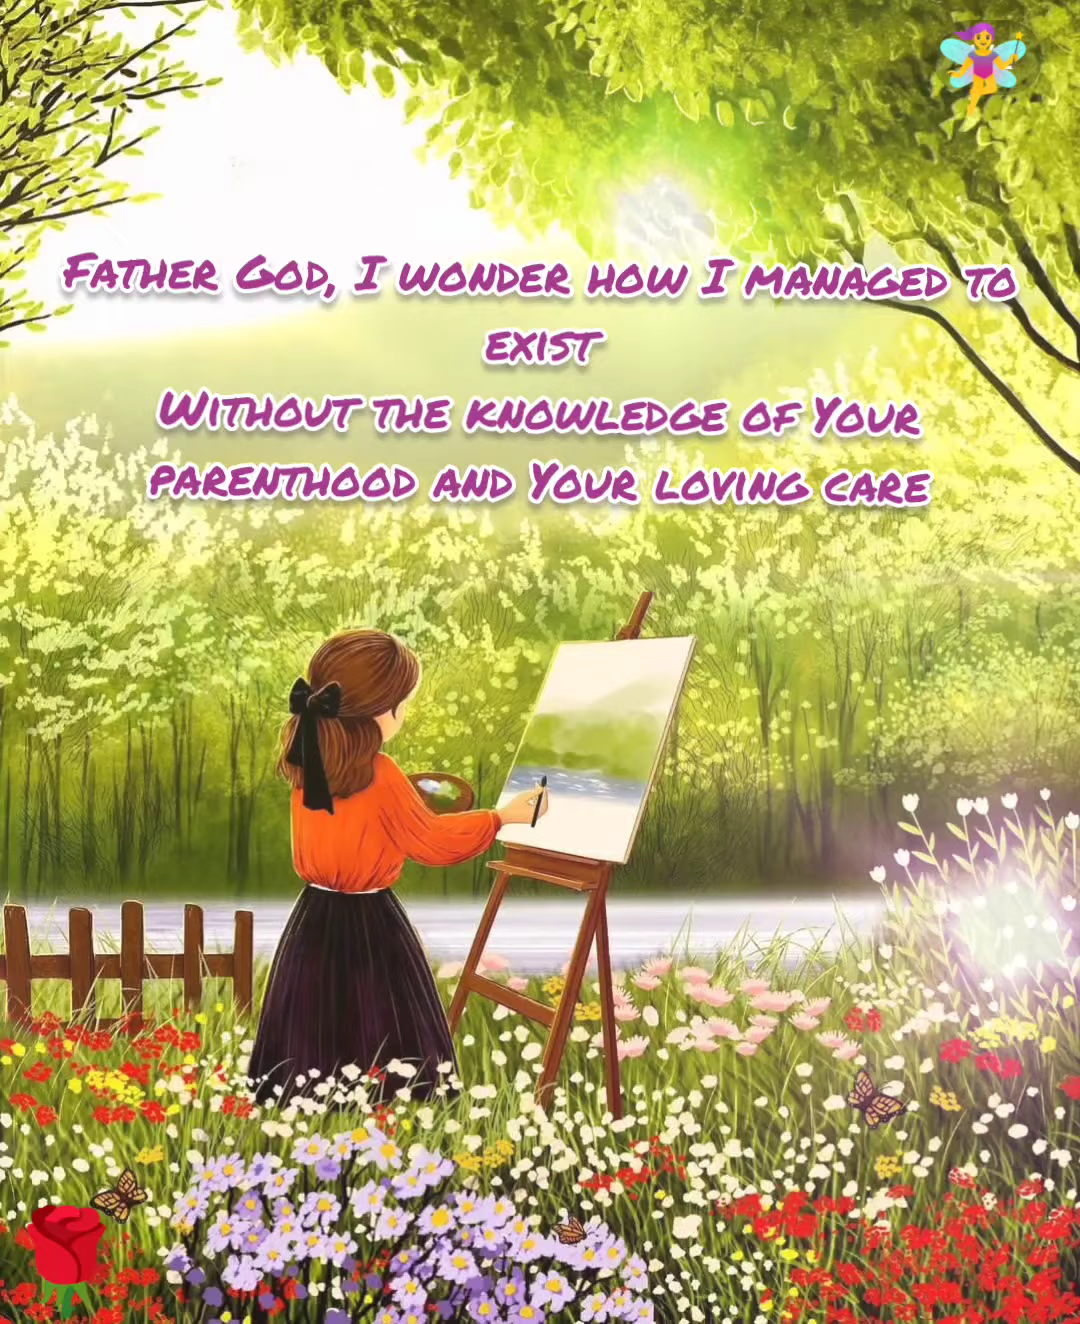 Father God, I wonder how I managed to
exist
Without the knowledge of Your
parenthood and Your loving care